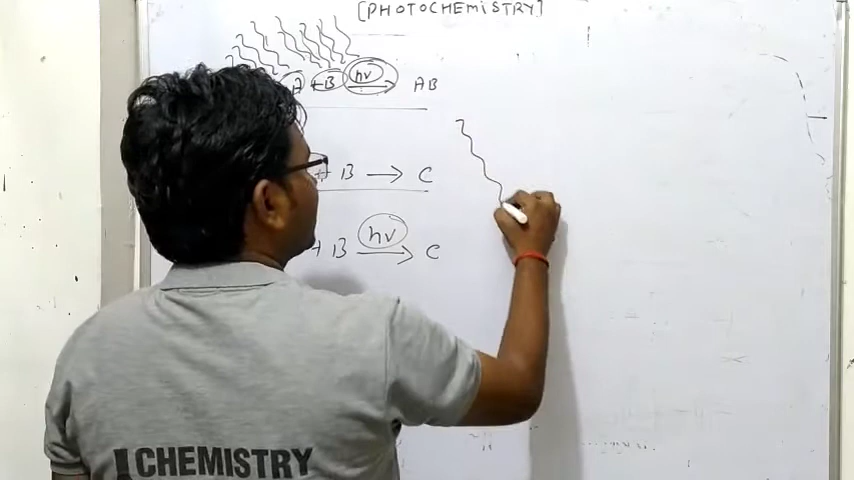 [PHOTOCHEMISTRY]
A + B hν → AB
+ B → C
+ B hν → C
CHEMISTRY